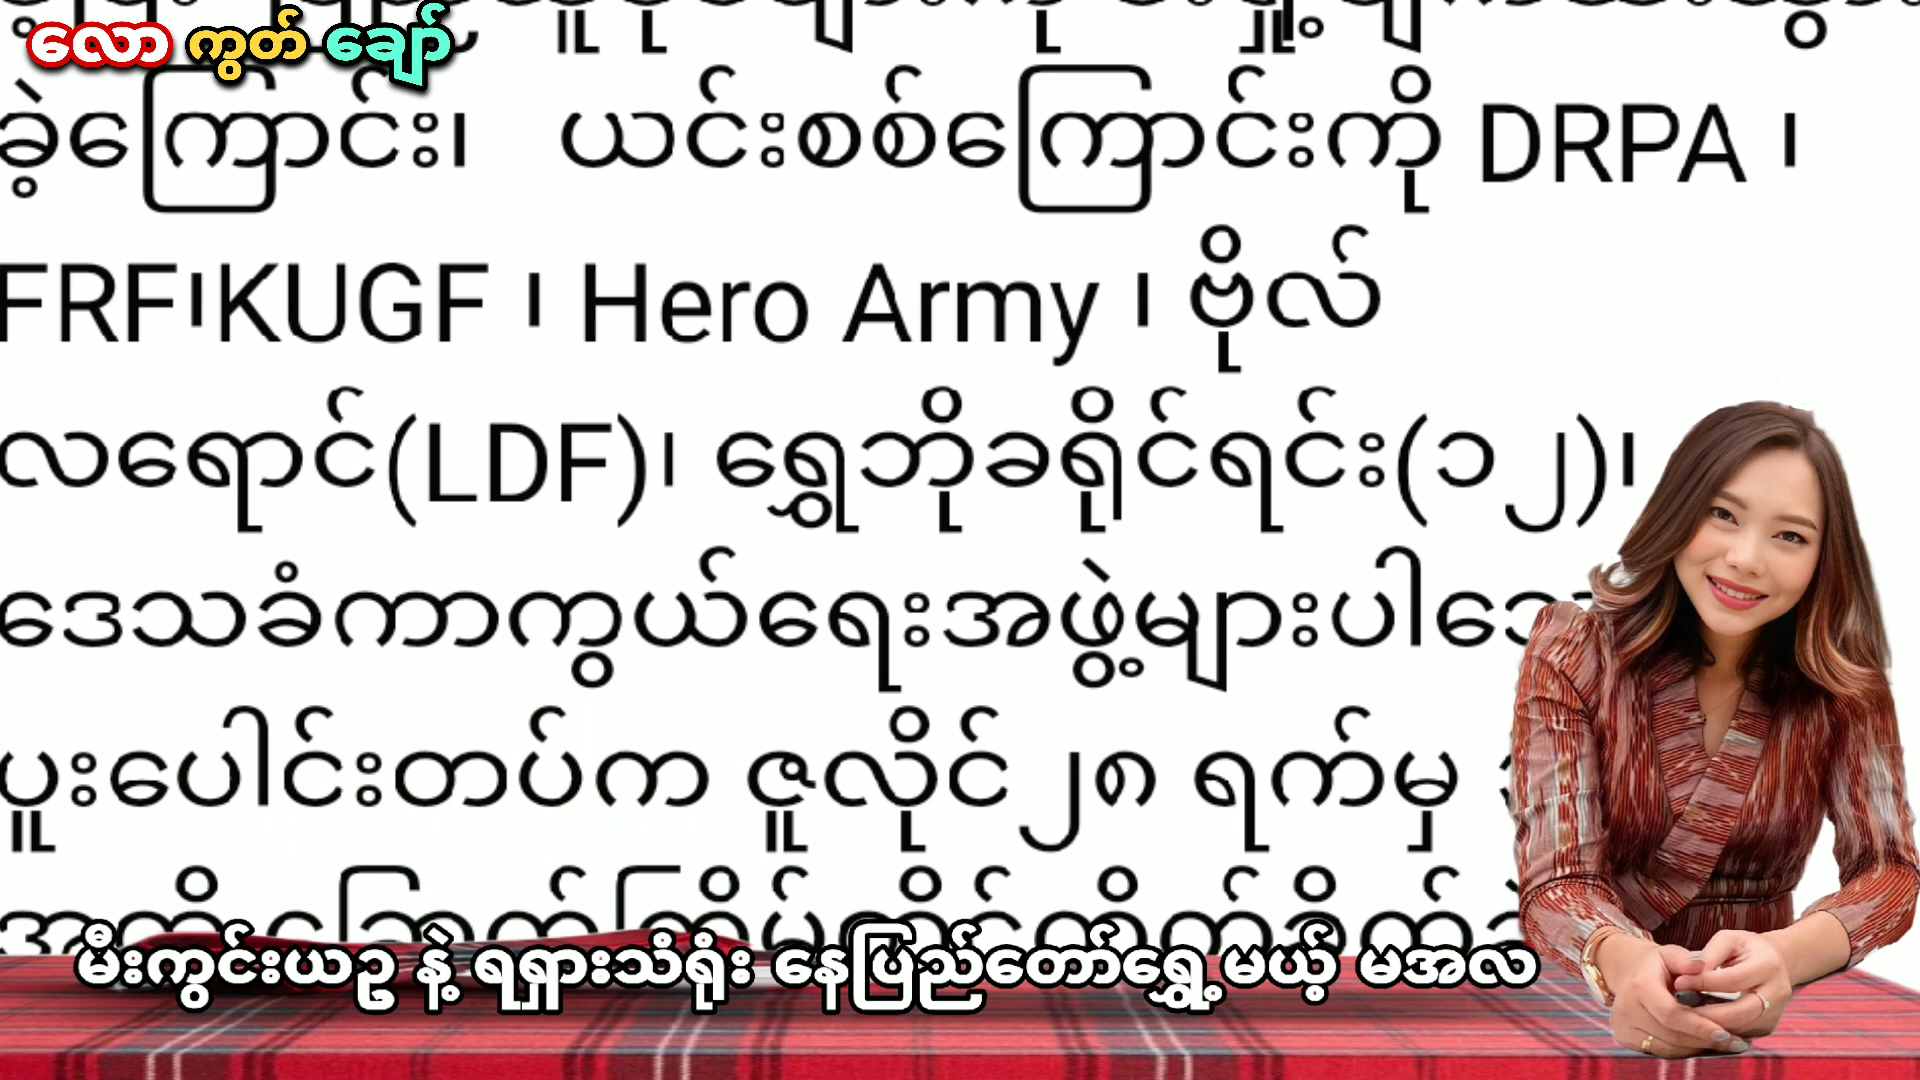 လော ကွတ် ချော်
ခဲ့ကြောင်း၊ ယင်းစစ်ကြောင်းကို DRPA ၊
FRF၊KUGF ၊ Hero Army ၊ ဗိုလ်
လရောင်(LDF)၊ ရွှေဘိုခရိုင်ရင်း(၁၂)၊
ဒေသခံကာကွယ်ရေးအဖွဲ့များပါ
ပူးပေါင်းတပ်က ဇူလိုင်၂၈ ရက်မှ
မီးကွင်းယဥ နဲ့ ရရှားသံရုံး နေပြည်တော်ရွှေ့မယ့် မအလ